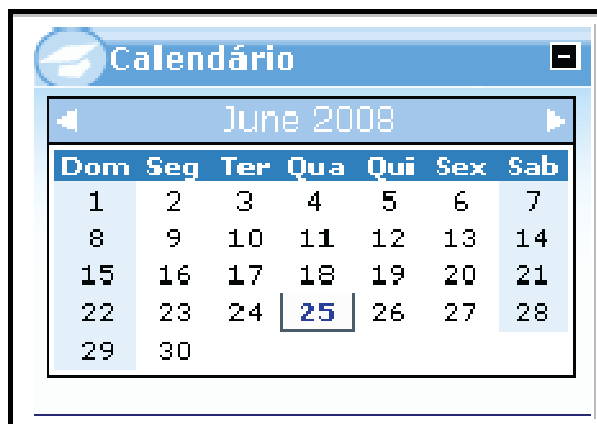 Calendário
June 2008
Dom Seg Ter Qua Qui Sex Sab
1 2 3 4 5 6 7
8 9 10 11 12 13 14
15 16 17 18 19 20 21
22 23 24 25 26 27 28
29 30